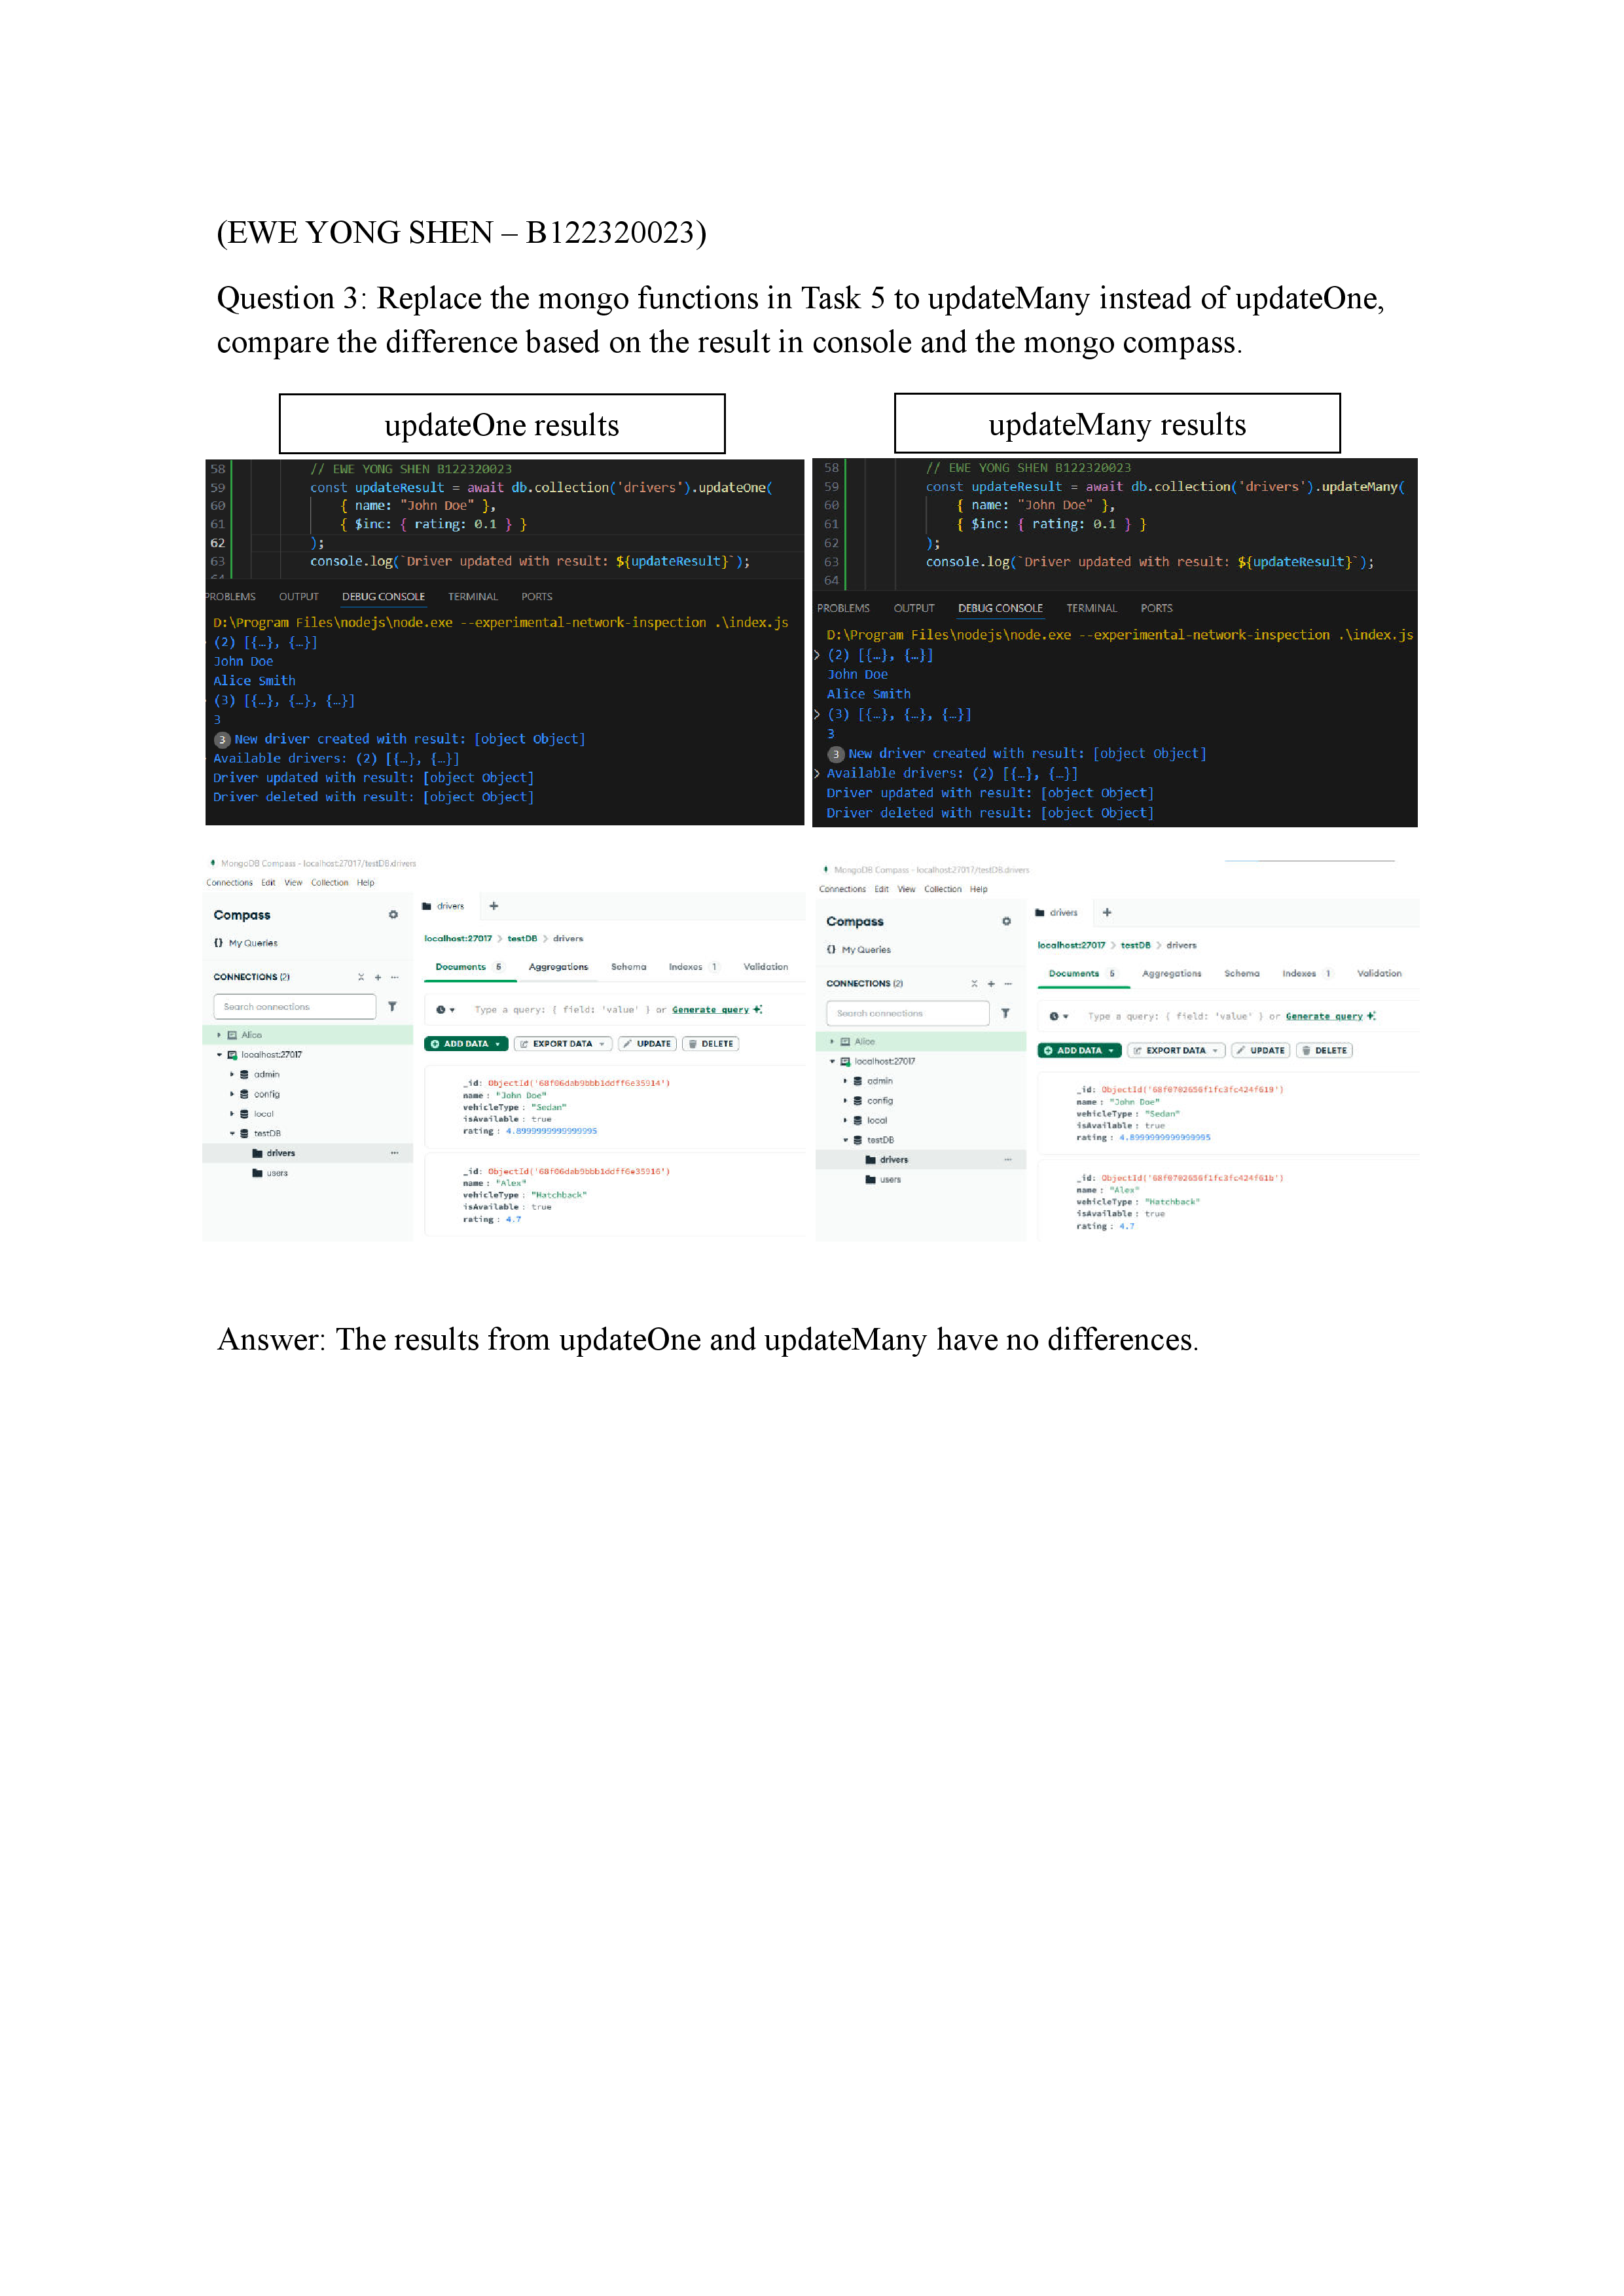 (EWE YONG SHEN – B122320023)
Question 3: Replace the mongo functions in Task 5 to updateMany instead of updateOne,
compare the difference based on the result in console and the mongo compass.
updateOne results
58 // EWE YONG SHEN B122320023
59 const updateResult = await db.collection('drivers').updateOne(
60 { name: "John Doe" },
61 { $inc: { rating: 0.1 } }
62 );
63 console.log(`Driver updated with result: ${updateResult}`);
64
PROBLEMS OUTPUT DEBUG CONSOLE TERMINAL PORTS
D:\Program Files\nodejs\node.exe --experimental-network-inspection .\index.js
(2) [{…}, {…}]
John Doe
Alice Smith
(3) [{…}, {…}, {…}]
3
3 New driver created with result: [object Object]
Available drivers: (2) [{…}, {…}]
Driver updated with result: [object Object]
Driver deleted with result: [object Object]
updateMany results
58 // EWE YONG SHEN B122320023
59 const updateResult = await db.collection('drivers').updateMany(
60 { name: "John Doe" },
61 { $inc: { rating: 0.1 } }
62 );
63 console.log(`Driver updated with result: ${updateResult}`);
64
PROBLEMS OUTPUT DEBUG CONSOLE TERMINAL PORTS
D:\Program Files\nodejs\node.exe --experimental-network-inspection .\index.js
> (2) [{…}, {…}]
John Doe
Alice Smith
> (3) [{…}, {…}, {…}]
3
3 New driver created with result: [object Object]
> Available drivers: (2) [{…}, {…}]
Driver updated with result: [object Object]
Driver deleted with result: [object Object]
MongoDB Compass - localhost:27017/testDB.drivers
Connections Edit View Collection Help
Compass
{} My Queries
CONNECTIONS (2)
Search connections
Alice
localhost:27017
admin
config
local
testDB
drivers
users
drivers
localhost:27017 > testDB > drivers
Documents 5 Aggregations Schema Indexes 1 Validation
Type a query: { field: 'value' } or Generate query
ADD DATA EXPORT DATA UPDATE DELETE
_id: ObjectId('68f06dab9bbb1ddff6e35914')
name : "John Doe"
vehicleType : "Sedan"
isAvailable : true
rating : 4.8999999999999995
_id: ObjectId('68f06dab9bbb1ddff6e35916')
name : "Alex"
vehicleType : "Hatchback"
isAvailable : true
rating : 4.7
MongoDB Compass - localhost:27017/testDB.drivers
Connections Edit View Collection Help
Compass
{} My Queries
CONNECTIONS (2)
Search connections
Alice
localhost:27017
admin
config
local
testDB
drivers
users
drivers
localhost:27017 > testDB > drivers
Documents 5 Aggregations Schema Indexes 1 Validation
Type a query: { field: 'value' } or Generate query
ADD DATA EXPORT DATA UPDATE DELETE
_id: ObjectId('68f0702656f1fc3fc424f619')
name : "John Doe"
vehicleType : "Sedan"
isAvailable : true
rating : 4.8999999999999995
_id: ObjectId('68f0702656f1fc3fc424f61b')
name : "Alex"
vehicleType : "Hatchback"
isAvailable : true
rating : 4.7
Answer: The results from updateOne and updateMany have no differences.